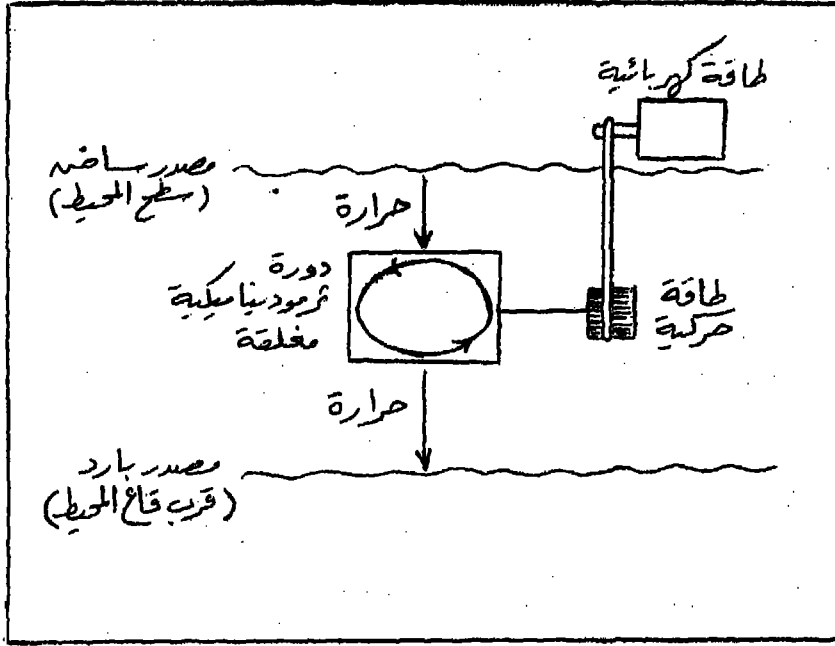 طاقة كهربائية
مصدر ساخن
(سطح المحيط)
حرارة
دورة
ثرموديناميكية
مغلقة
طاقة
حركية
حرارة
مصدر بارد
(قرب قاع المحيط)